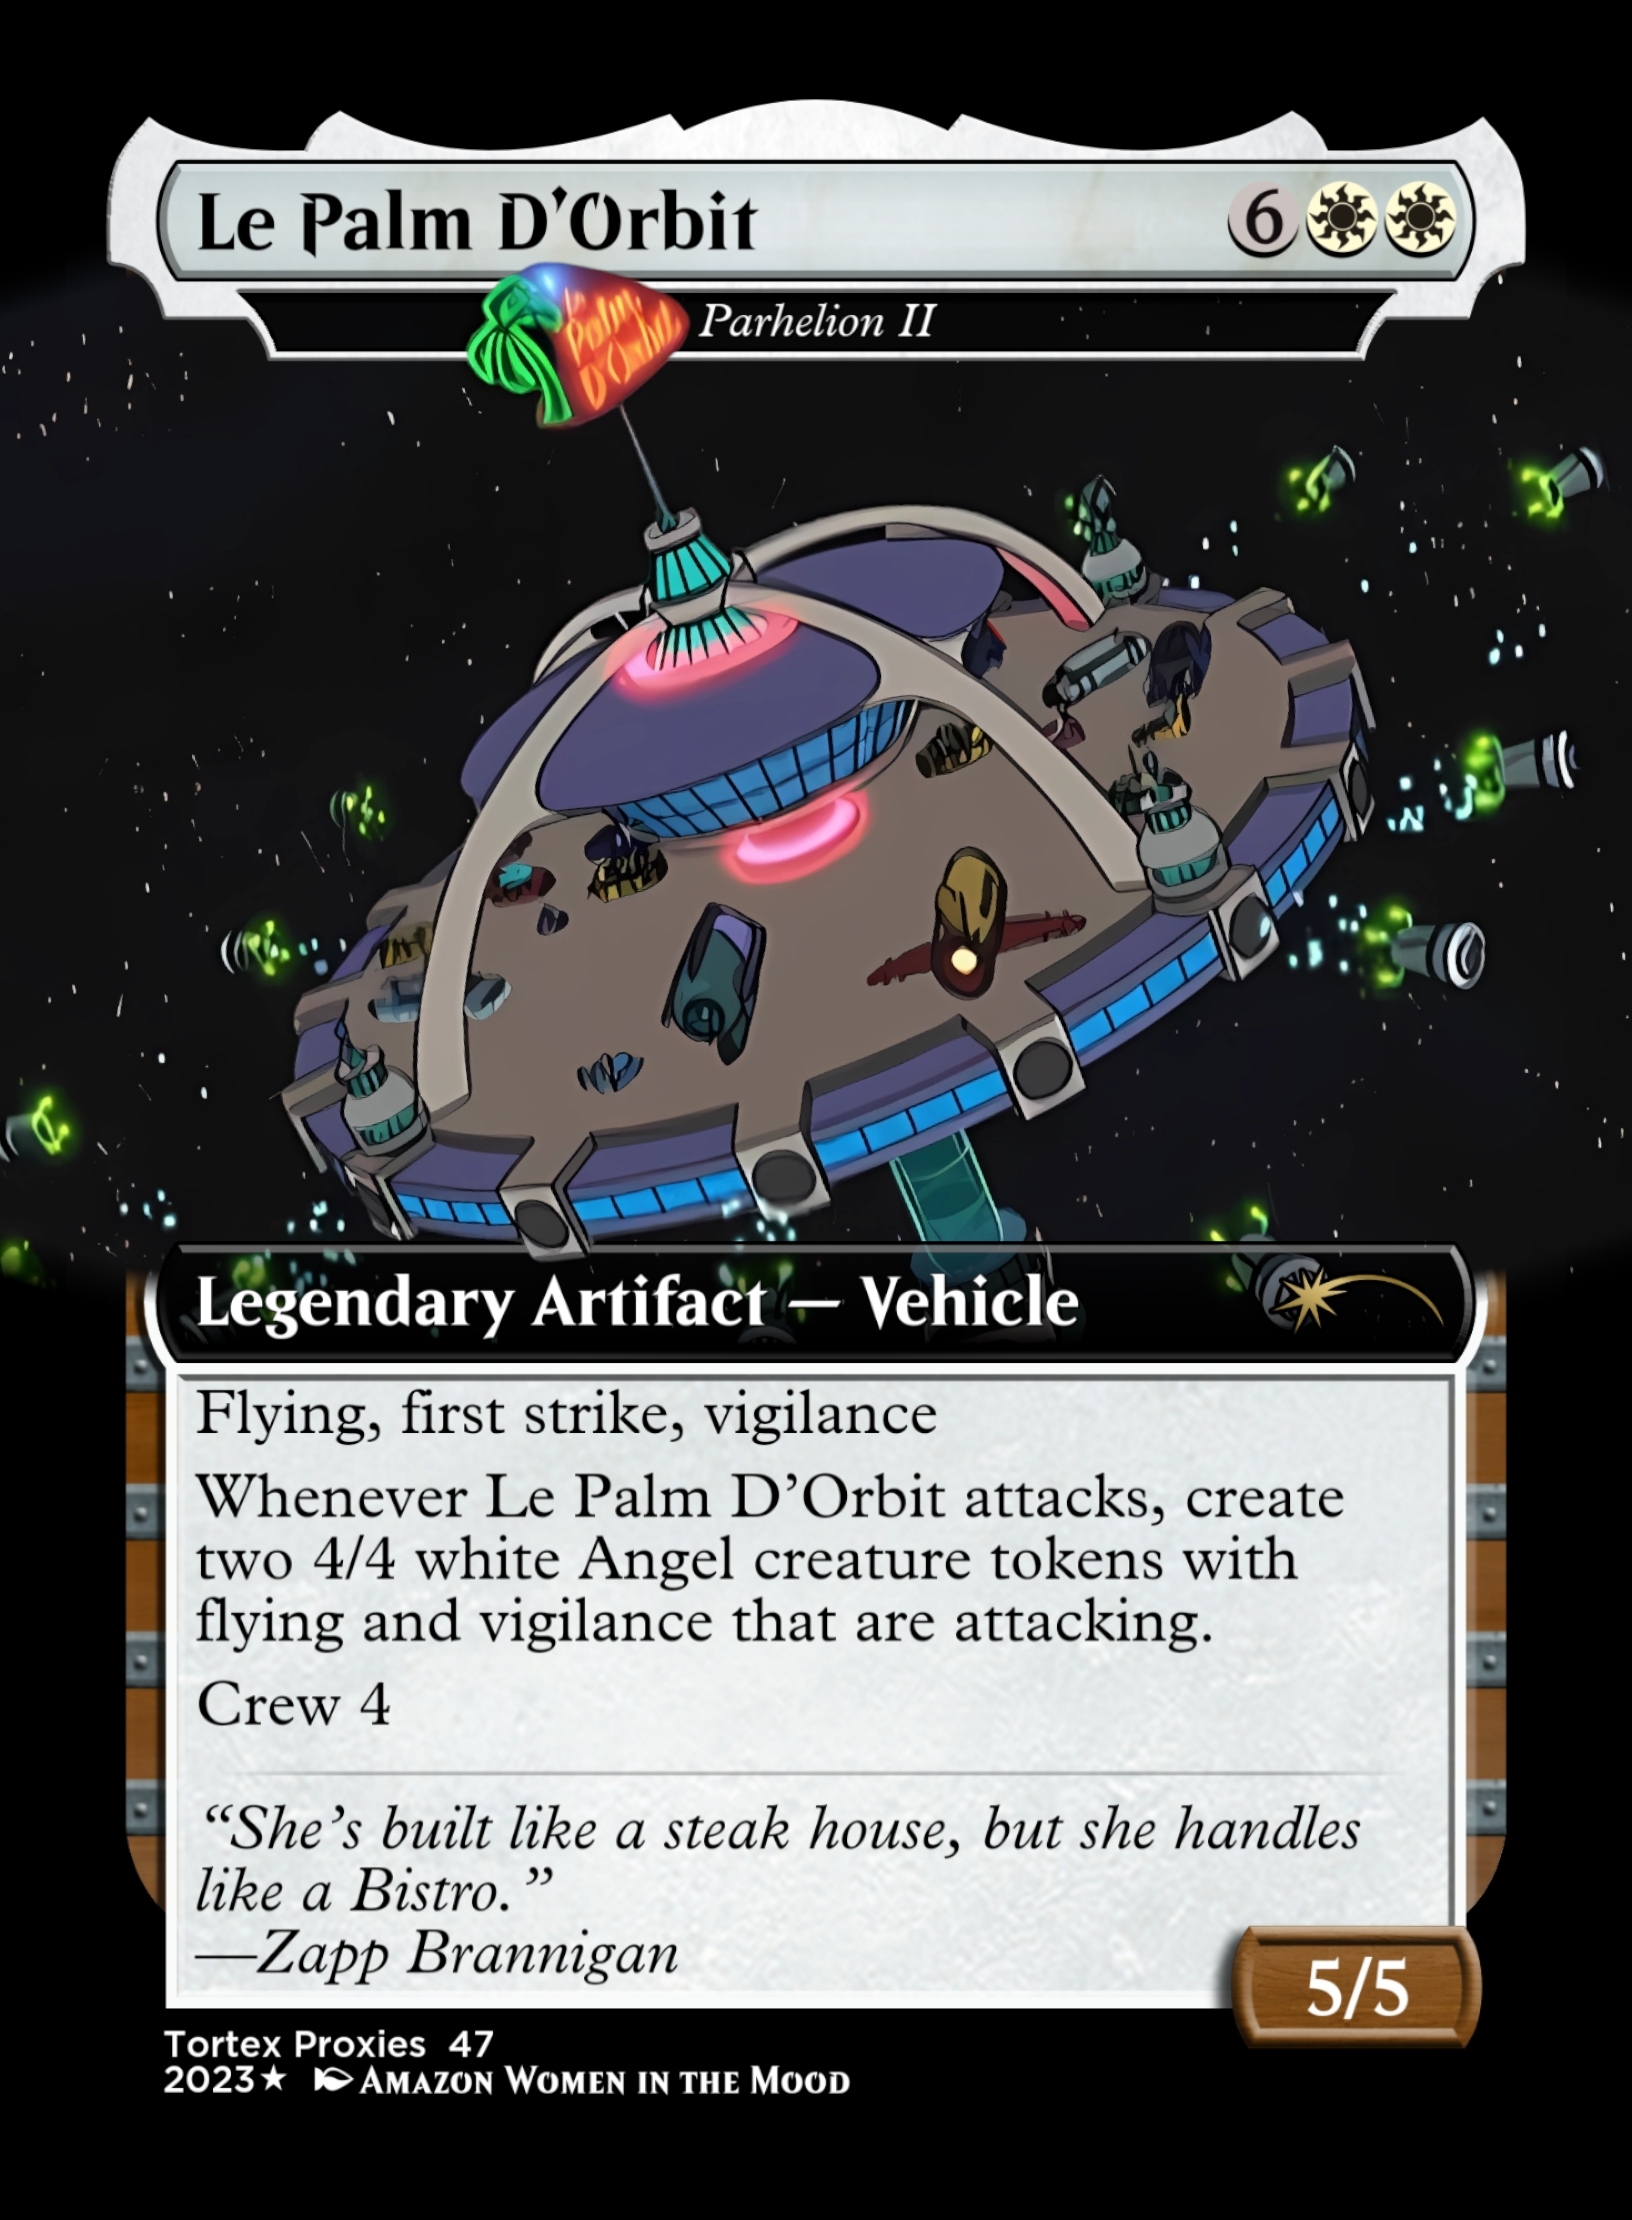 Le Palm D’Orbit 6
Le
Palm
D'Orbit
Parhelion II
Legendary Artifact — Vehicle
Flying, first strike, vigilance
Whenever Le Palm D’Orbit attacks, create
two 4/4 white Angel creature tokens with
flying and vigilance that are attacking.
Crew 4
“She’s built like a steak house, but she handles
like a Bistro.”
—Zapp Brannigan
5/5
Tortex Proxies 47
2023★ Amazon Women in the Mood